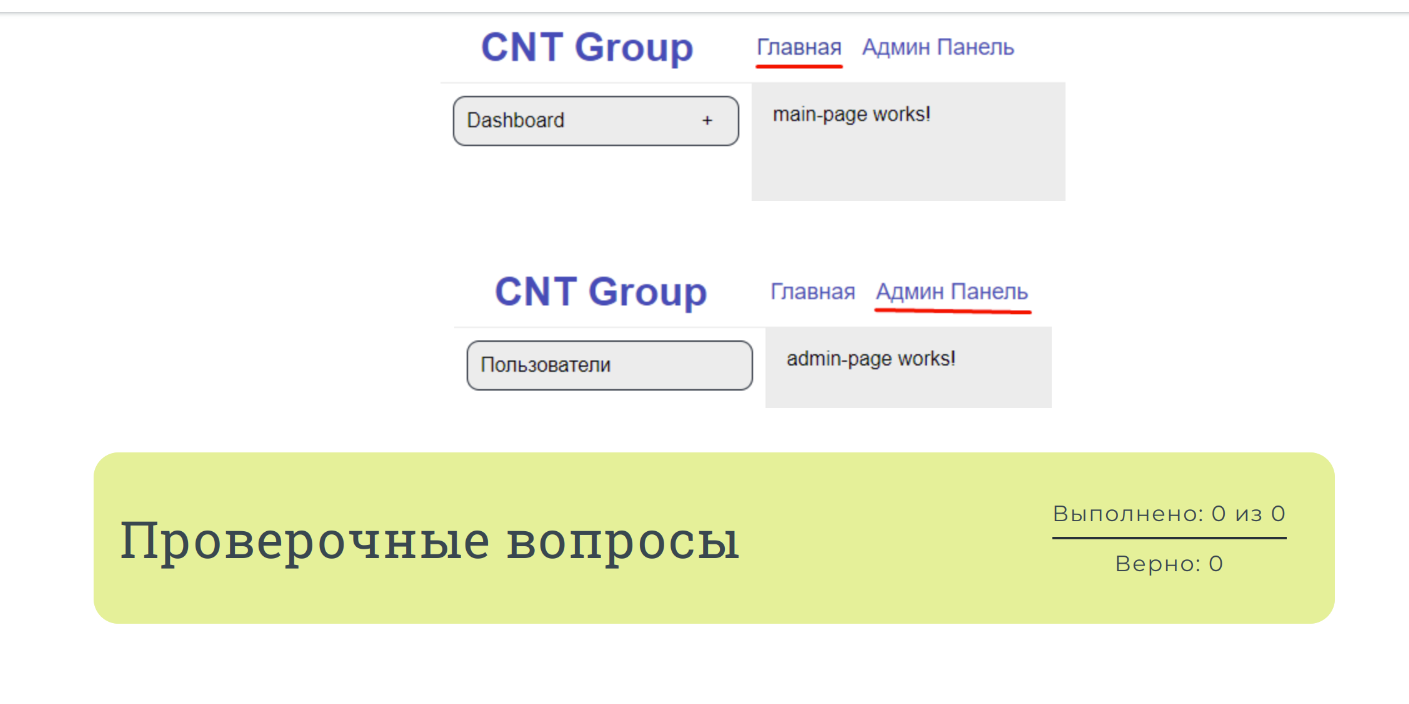 CNT Group Главная Админ Панель
Dashboard + main-page works!
CNT Group Главная Админ Панель
Пользователи admin-page works!
Проверочные вопросы
Выполнено: 0 из 0
Верно: 0